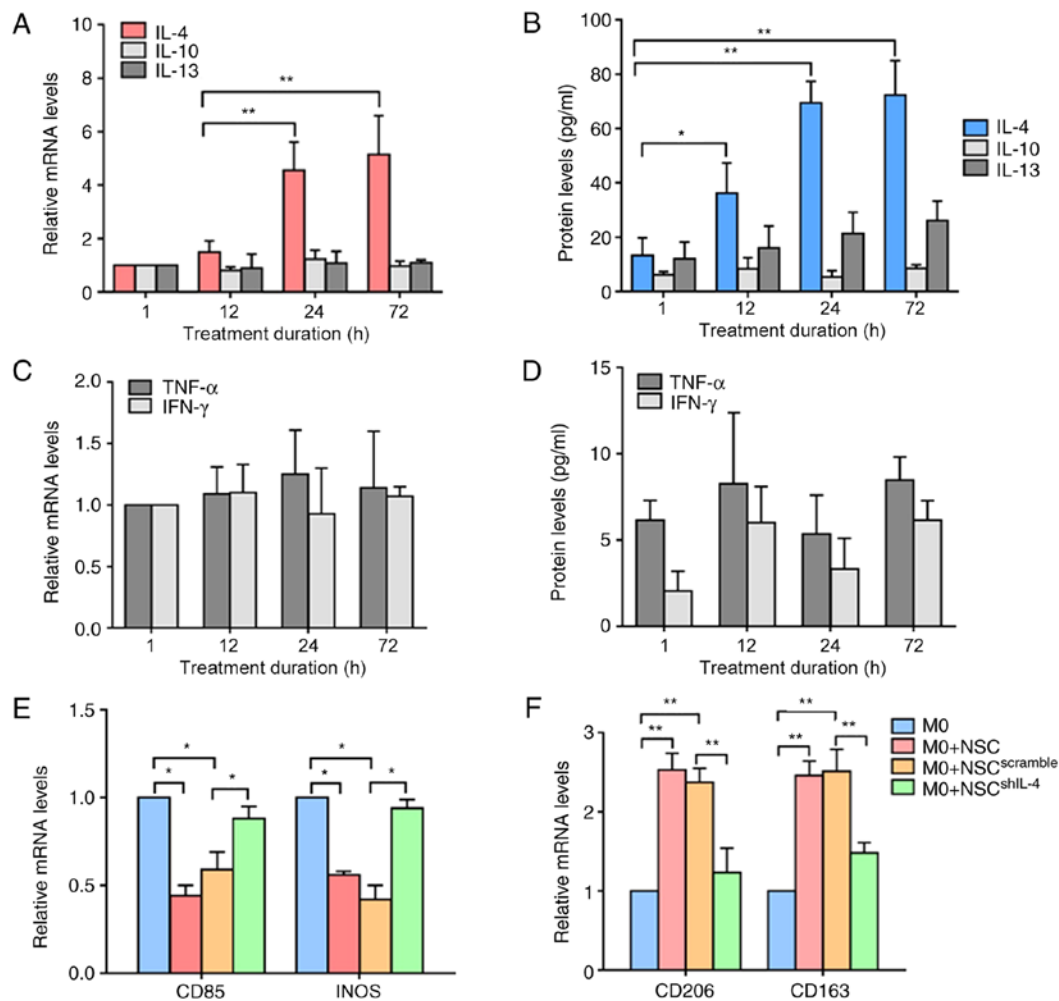 A
IL-4
IL-10
IL-13
Relative mRNA levels
10
8
6
4
2
0
**
**
1 12 24 72
Treatment duration (h)
B
IL-4
IL-10
IL-13
Protein levels (pg/ml)
100
80
60
40
20
0
**
**
*
1 12 24 72
Treatment duration (h)
C
TNF-α
IFN-γ
Relative mRNA levels
2.0
1.5
1.0
0.5
0.0
1 12 24 72
Treatment duration (h)
D
TNF-α
IFN-γ
Protein levels (pg/ml)
15
10
5
0
1 12 24 72
Treatment duration (h)
E
Relative mRNA levels
1.5
1.0
0.5
0.0
* *
* * * *
CD85 INOS
F
M0
M0+NSC
M0+NSCscramble
M0+NSCshIL-4
Relative mRNA levels
3
2
1
0
** **
** ** ** **
CD206 CD163